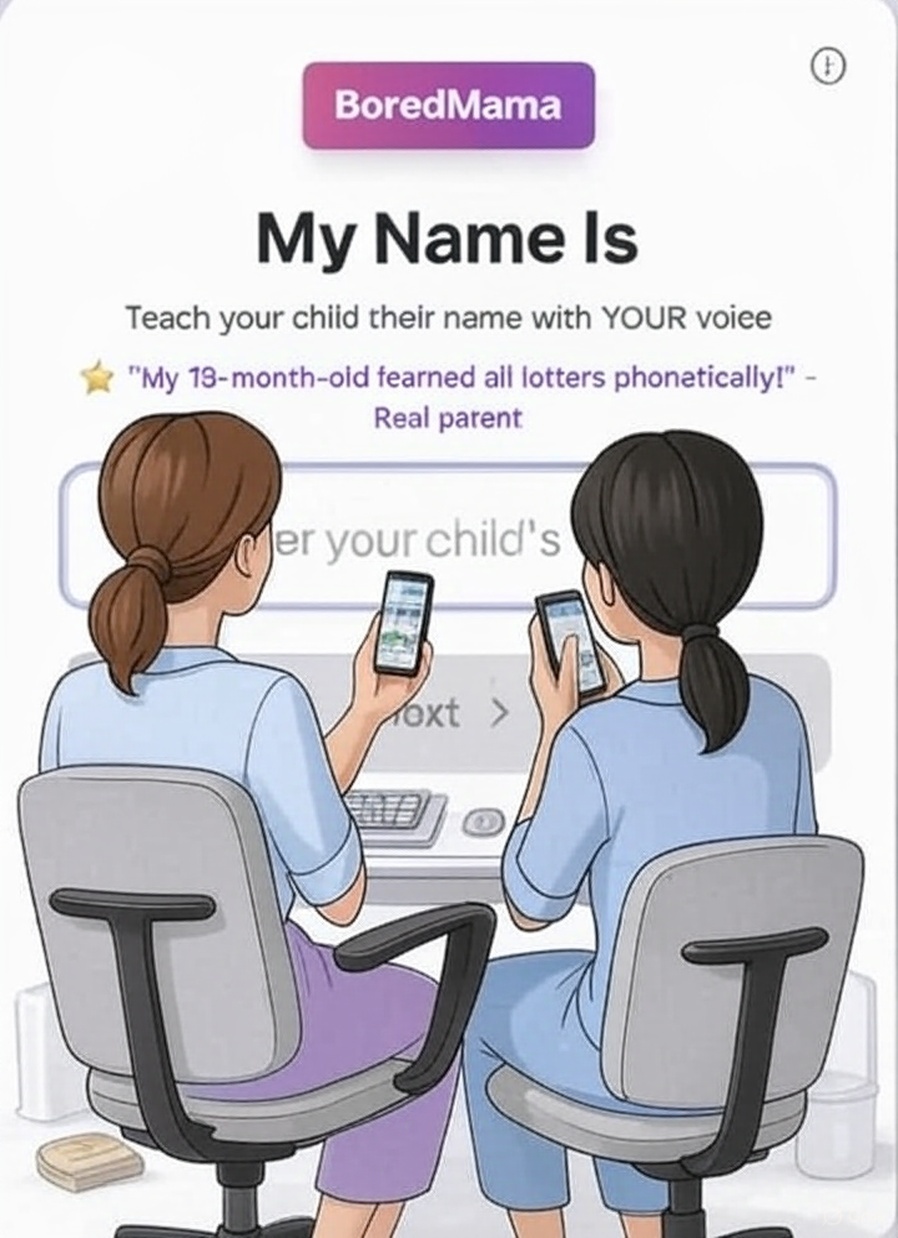 BoredMama
My Name Is
Teach your child their name with YOUR voiee
"My 19-month-old fearned all lotters phonetically!" -
Real parent
er your child's
ext >